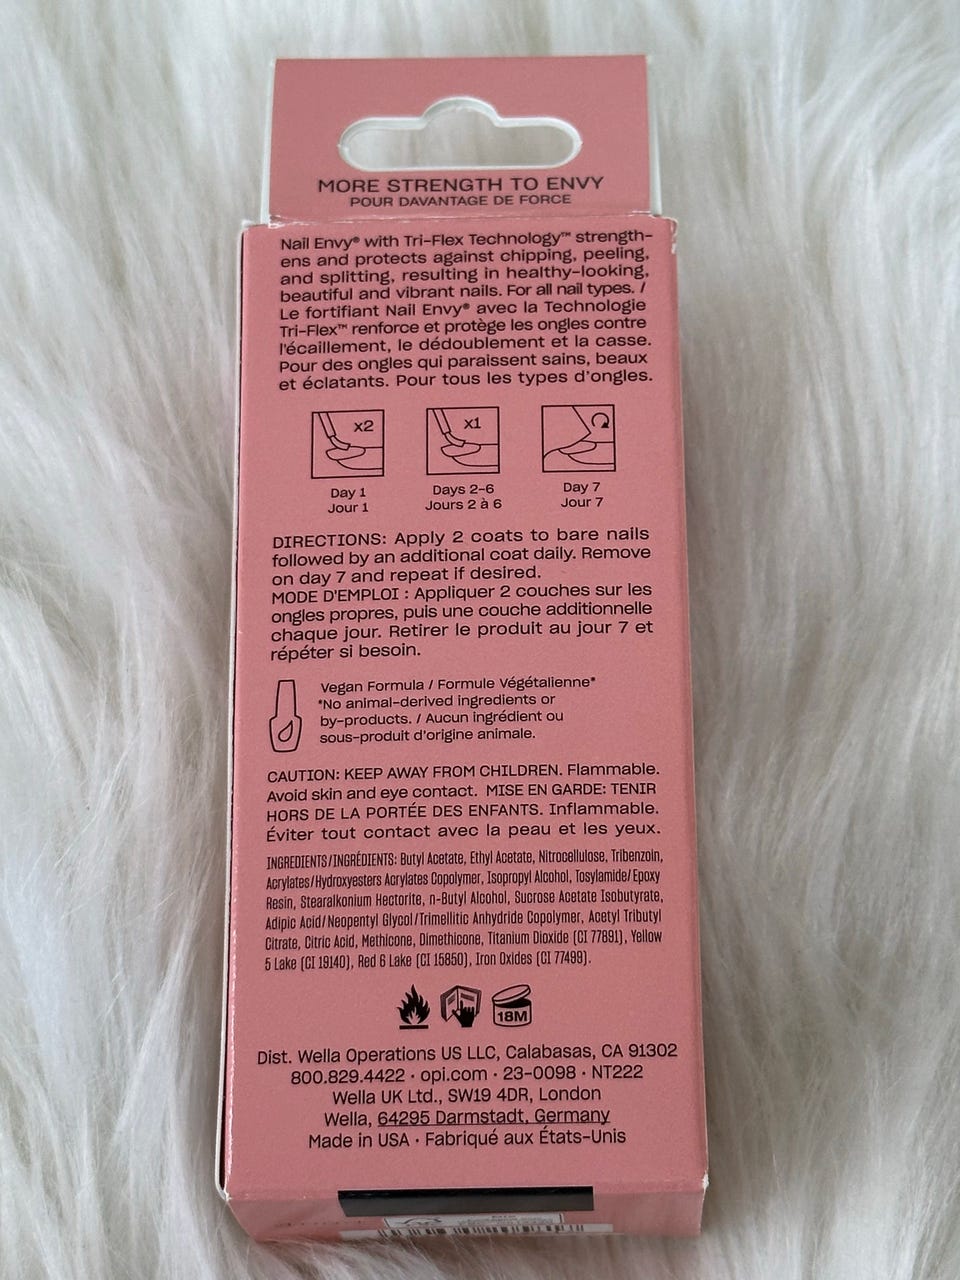 MORE STRENGTH TO ENVY
POUR DAVANTAGE DE FORCE
Nail Envy® with Tri-Flex Technology™ strength-
ens and protects against chipping, peeling,
and splitting, resulting in healthy-looking,
beautiful and vibrant nails. For all nail types. /
Le fortifiant Nail Envy® avec la Technologie
Tri-Flex™ renforce et protège les ongles contre
l'écaillement, le dédoublement et la casse.
Pour des ongles qui paraissent sains, beaux
et éclatants. Pour tous les types d'ongles.
x2 x1
Day 1 Days 2-6 Day 7
Jour 1 Jours 2 à 6 Jour 7
DIRECTIONS: Apply 2 coats to bare nails
followed by an additional coat daily. Remove
on day 7 and repeat if desired.
MODE D'EMPLOI : Appliquer 2 couches sur les
ongles propres, puis une couche additionnelle
chaque jour. Retirer le produit au jour 7 et
répéter si besoin.
Vegan Formula / Formule Végétalienne*
*No animal-derived ingredients or
by-products. / Aucun ingrédient ou
sous-produit d'origine animale.
CAUTION: KEEP AWAY FROM CHILDREN. Flammable.
Avoid skin and eye contact. MISE EN GARDE: TENIR
HORS DE LA PORTÉE DES ENFANTS. Inflammable.
Éviter tout contact avec la peau et les yeux.
INGREDIENTS/INGRÉDIENTS: Butyl Acetate, Ethyl Acetate, Nitrocellulose, Tribenzoin,
Acrylates/Hydroxyesters Acrylates Copolymer, Isopropyl Alcohol, Tosylamide/Epoxy
Resin, Stearalkonium Hectorite, n-Butyl Alcohol, Sucrose Acetate Isobutyrate,
Adipic Acid/Neopentyl Glycol/Trimellitic Anhydride Copolymer, Acetyl Tributyl
Citrate, Citric Acid, Methicone, Dimethicone, Titanium Dioxide (CI 77891), Yellow
5 Lake (CI 19140), Red 6 Lake (CI 15850), Iron Oxides (CI 77499).
18M
Dist. Wella Operations US LLC, Calabasas, CA 91302
800.829.4422 • opi.com • 23-0098 • NT222
Wella UK Ltd., SW19 4DR, London
Wella, 64295 Darmstadt, Germany
Made in USA • Fabriqué aux États-Unis